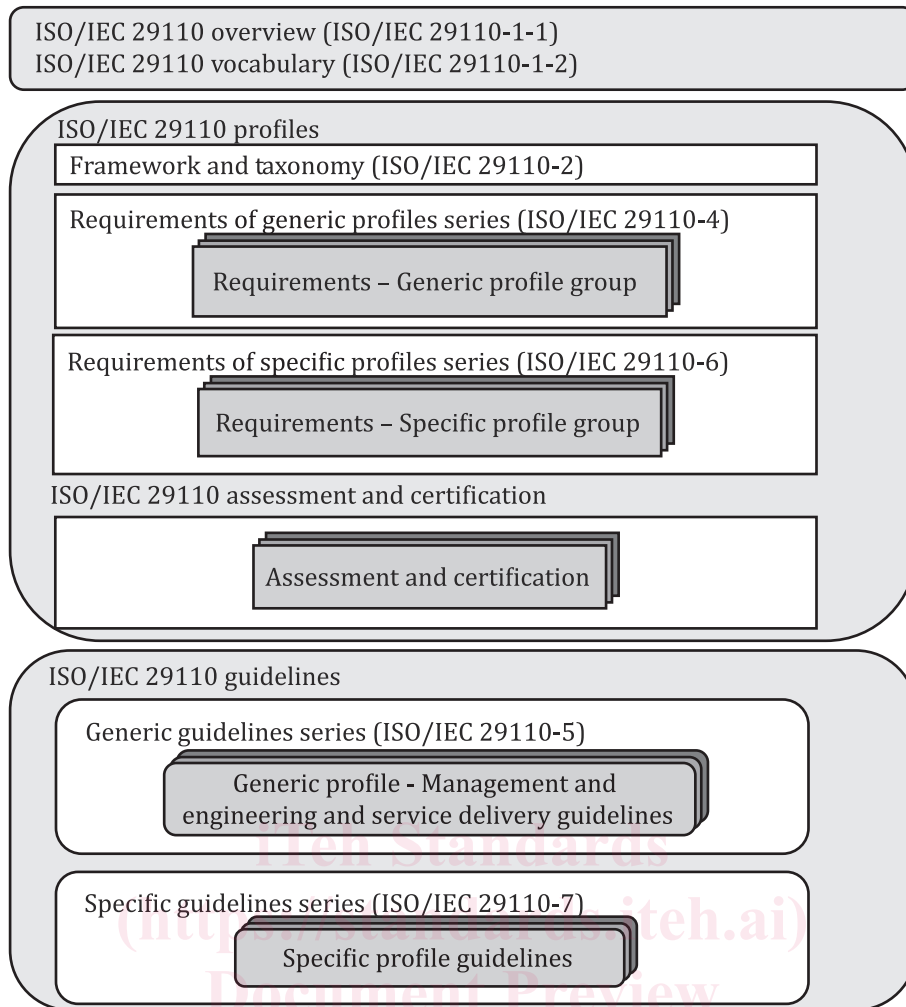 ISO/IEC 29110 overview (ISO/IEC 29110-1-1)
ISO/IEC 29110 vocabulary (ISO/IEC 29110-1-2)
ISO/IEC 29110 profiles
Framework and taxonomy (ISO/IEC 29110-2)
Requirements of generic profiles series (ISO/IEC 29110-4)
Requirements – Generic profile group
Requirements of specific profiles series (ISO/IEC 29110-6)
Requirements – Specific profile group
ISO/IEC 29110 assessment and certification
Assessment and certification
ISO/IEC 29110 guidelines
Generic guidelines series (ISO/IEC 29110-5)
Generic profile - Management and
engineering and service delivery guidelines
iTeh Standards
Specific guidelines series (ISO/IEC 29110-7)
(https://standards.iteh.ai)
Specific profile guidelines
Document Preview